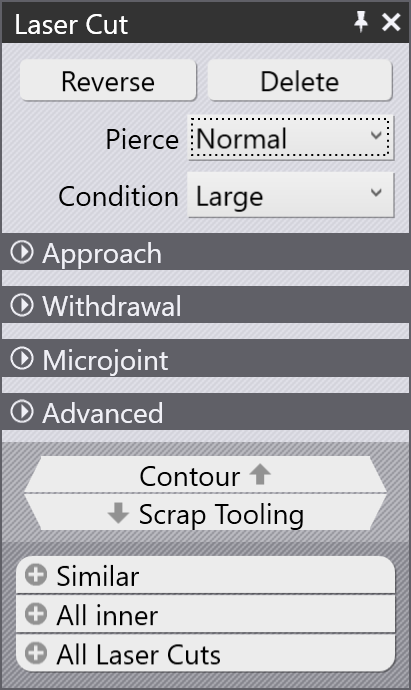 Laser Cut
Reverse Delete
Pierce Normal
Condition Large
Approach
Withdrawal
Microjoint
Advanced
Contour
Scrap Tooling
Similar
All inner
All Laser Cuts